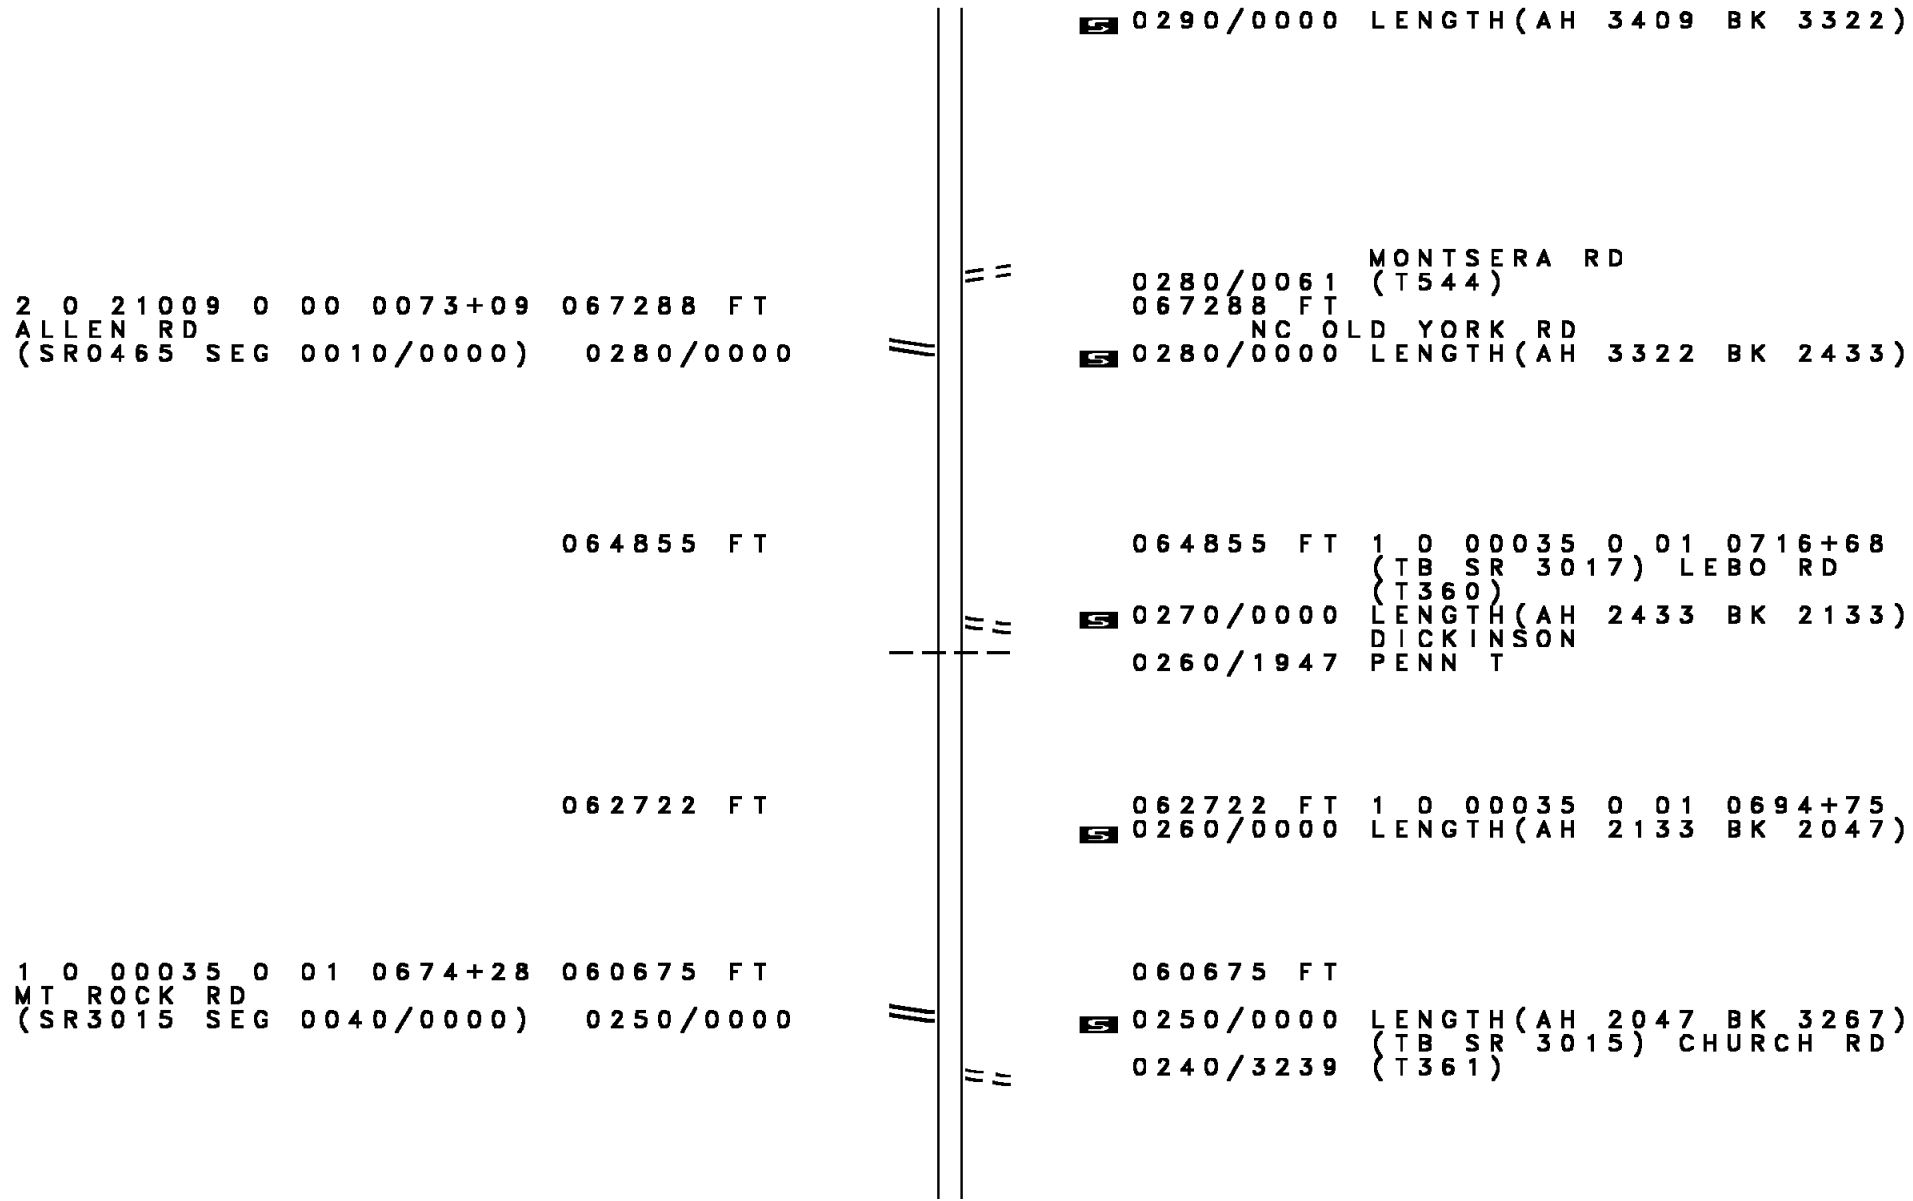 S 0290/0000 LENGTH(AH 3409 BK 3322)
MONTSERA RD
0280/0061 (T544)
2 0 21009 0 00 0073+09 067288 FT
067288 FT
ALLEN RD
NC OLD YORK RD
(SR0465 SEG 0010/0000) 0280/0000
S 0280/0000 LENGTH(AH 3322 BK 2433)
064855 FT
064855 FT 1 0 00035 0 01 0716+68
(TB SR 3017) LEBO RD
(T360)
S 0270/0000 LENGTH(AH 2433 BK 2133)
DICKINSON
0260/1947 PENN T
062722 FT
062722 FT 1 0 00035 0 01 0694+75
S 0260/0000 LENGTH(AH 2133 BK 2047)
1 0 00035 0 01 0674+28 060675 FT
060675 FT
MT ROCK RD
(SR3015 SEG 0040/0000) 0250/0000
S 0250/0000 LENGTH(AH 2047 BK 3267)
(TB SR 3015) CHURCH RD
0240/3239 (T361)